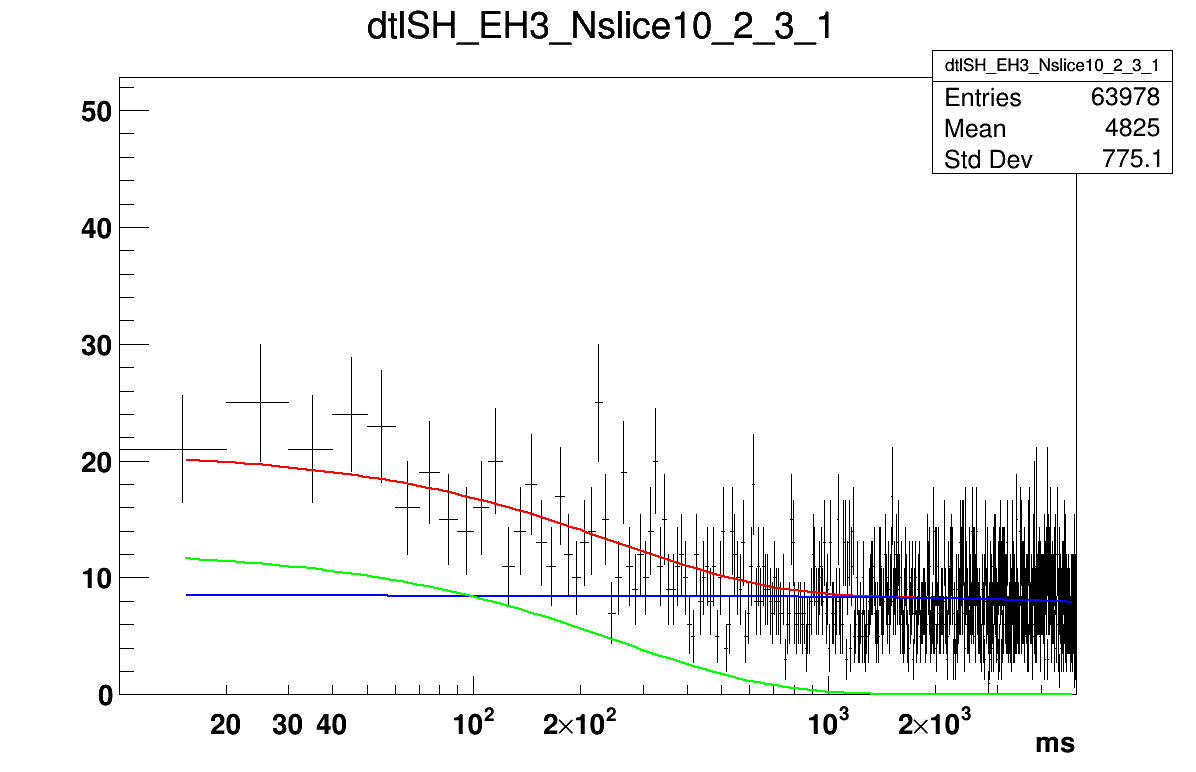 dtlSH_EH3_Nslice10_2_3_1
dtlSH_EH3_Nslice10_2_3_1
Entries 63978
Mean 4825
Std Dev 775.1
50
40
30
20
10
0
20 30 40 10² 2×10² 10³ 2×10³
ms